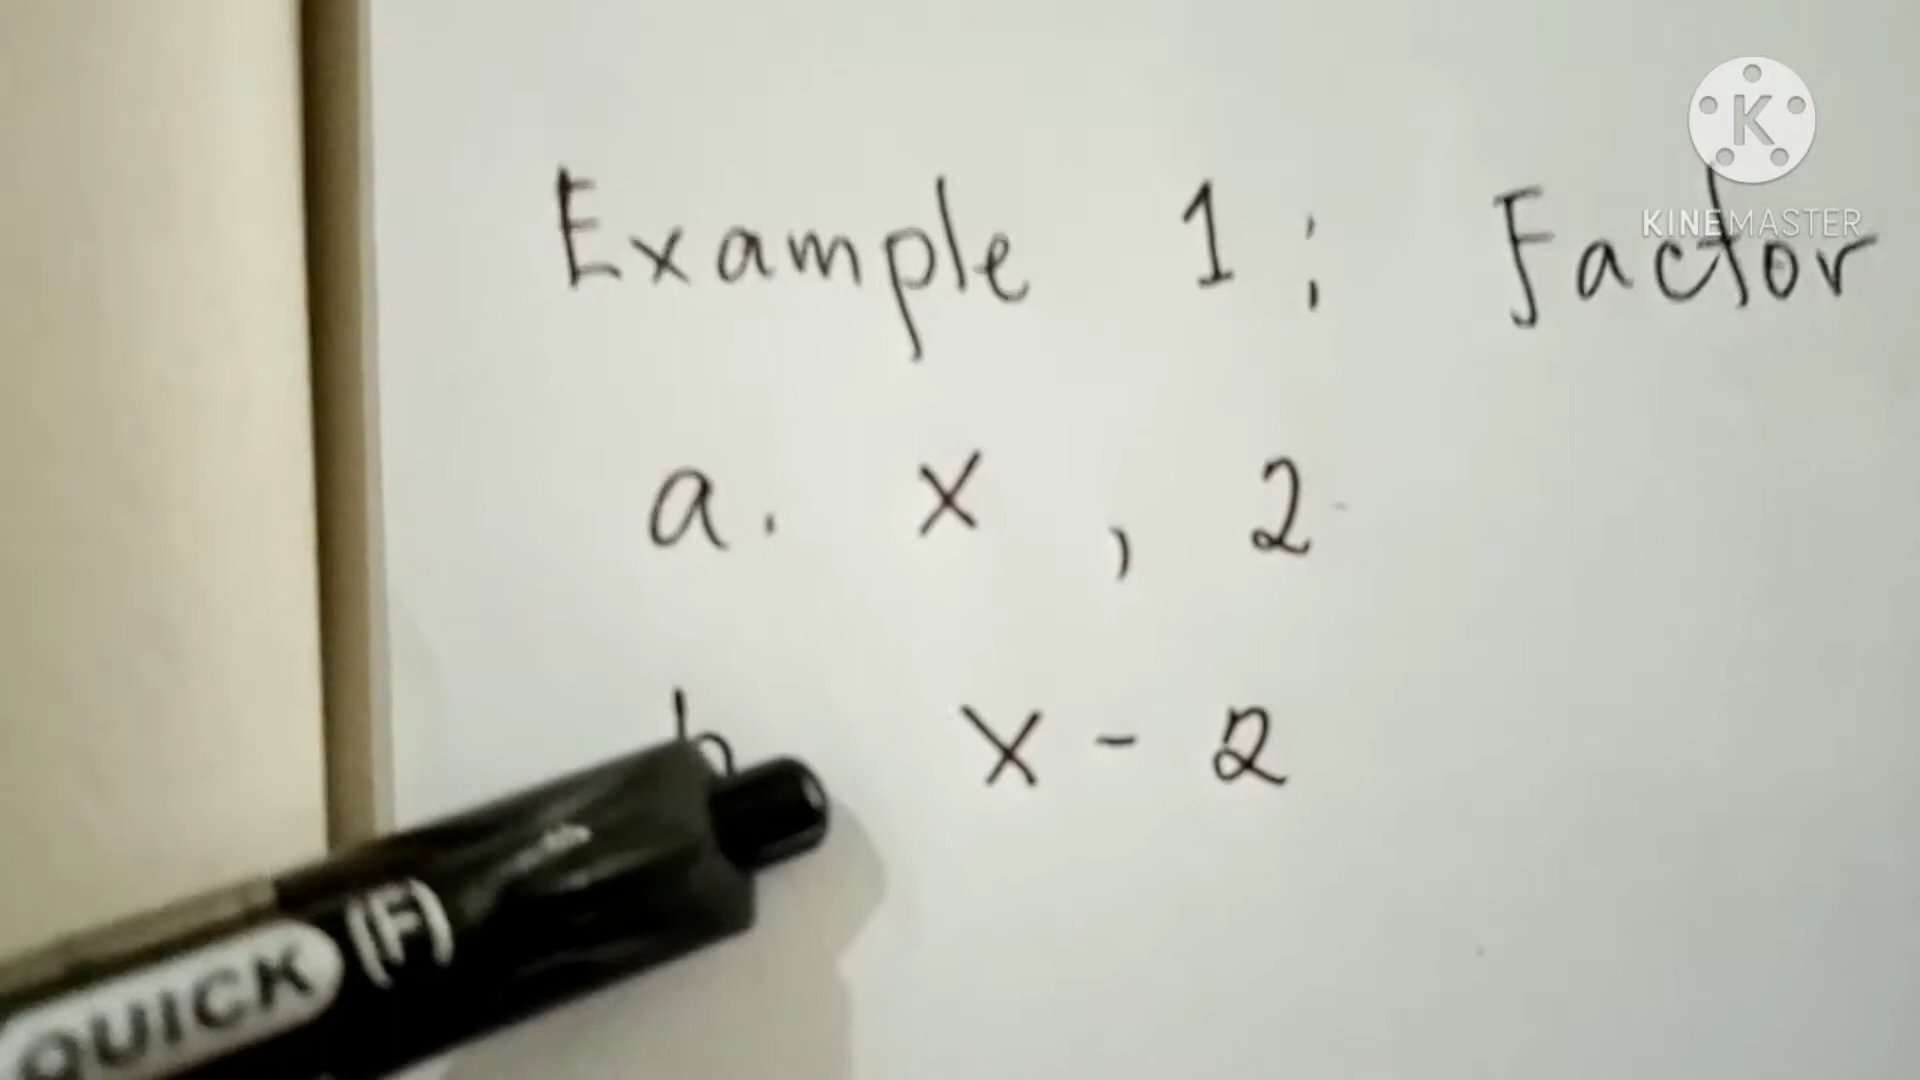 K
KINEMASTER
Example 1: Factor
a. x , 2
b x - 2
QUICK (F)